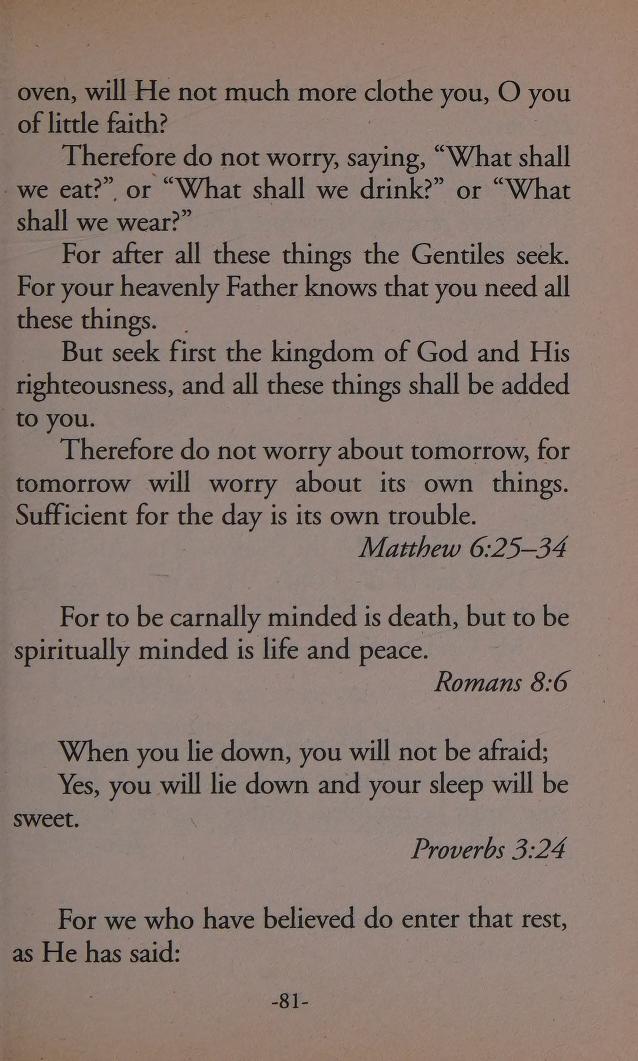 oven, will He not much more clothe you, O you
of little faith?
Therefore do not worry, saying, “What shall
we eat?” or “What shall we drink?” or “What
shall we wear?”
For after all these things the Gentiles seek.
For your heavenly Father knows that you need all
these things.
But seek first the kingdom of God and His
righteousness, and all these things shall be added
to you.
Therefore do not worry about tomorrow, for
tomorrow will worry about its own things.
Sufficient for the day is its own trouble.
Matthew 6:25–34
For to be carnally minded is death, but to be
spiritually minded is life and peace.
Romans 8:6
When you lie down, you will not be afraid;
Yes, you will lie down and your sleep will be
sweet.
Proverbs 3:24
For we who have believed do enter that rest,
as He has said:
-81-